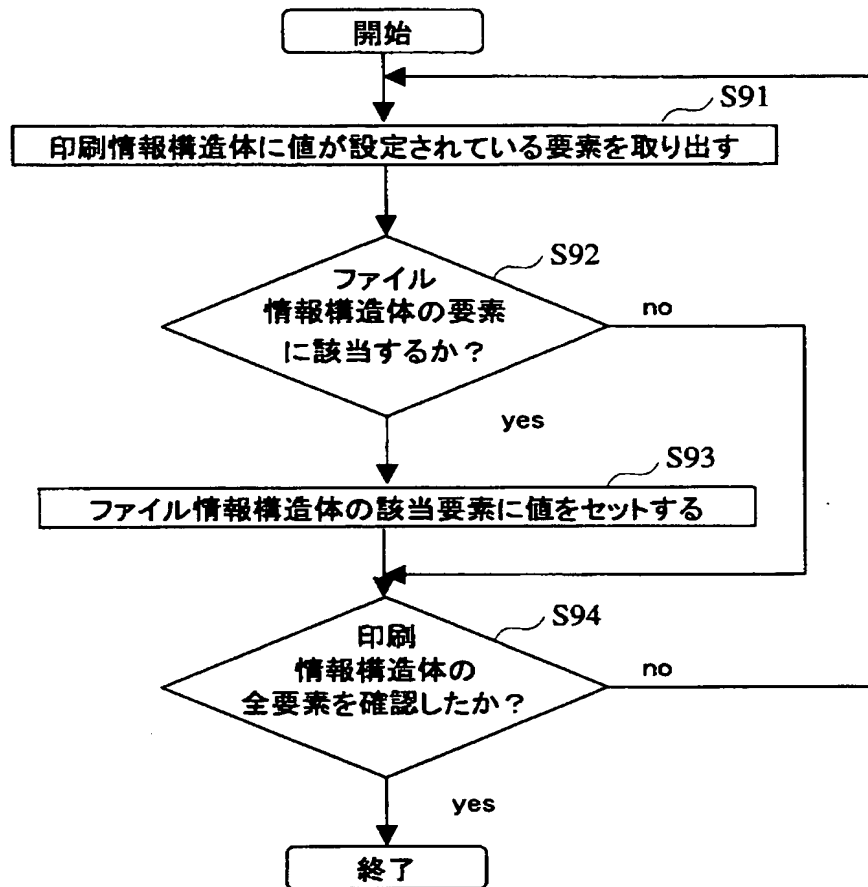 開始
S91
印刷情報構造体に値が設定されている要素を取り出す
S92
ファイル
情報構造体の要素
に該当するか？
no
yes
S93
ファイル情報構造体の該当要素に値をセットする
S94
印刷
情報構造体の
全要素を確認したか？
no
yes
終了